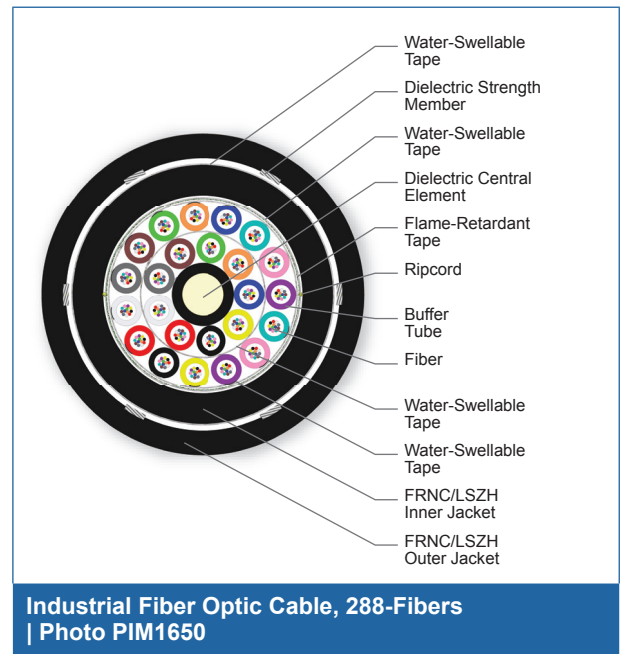 Water-Swellable
Tape
Dielectric Strength
Member
Water-Swellable
Tape
Dielectric Central
Element
Flame-Retardant
Tape
Ripcord
Buffer
Tube
Fiber
Water-Swellable
Tape
Water-Swellable
Tape
FRNC/LSZH
Inner Jacket
FRNC/LSZH
Outer Jacket
Industrial Fiber Optic Cable, 288-Fibers
| Photo PIM1650